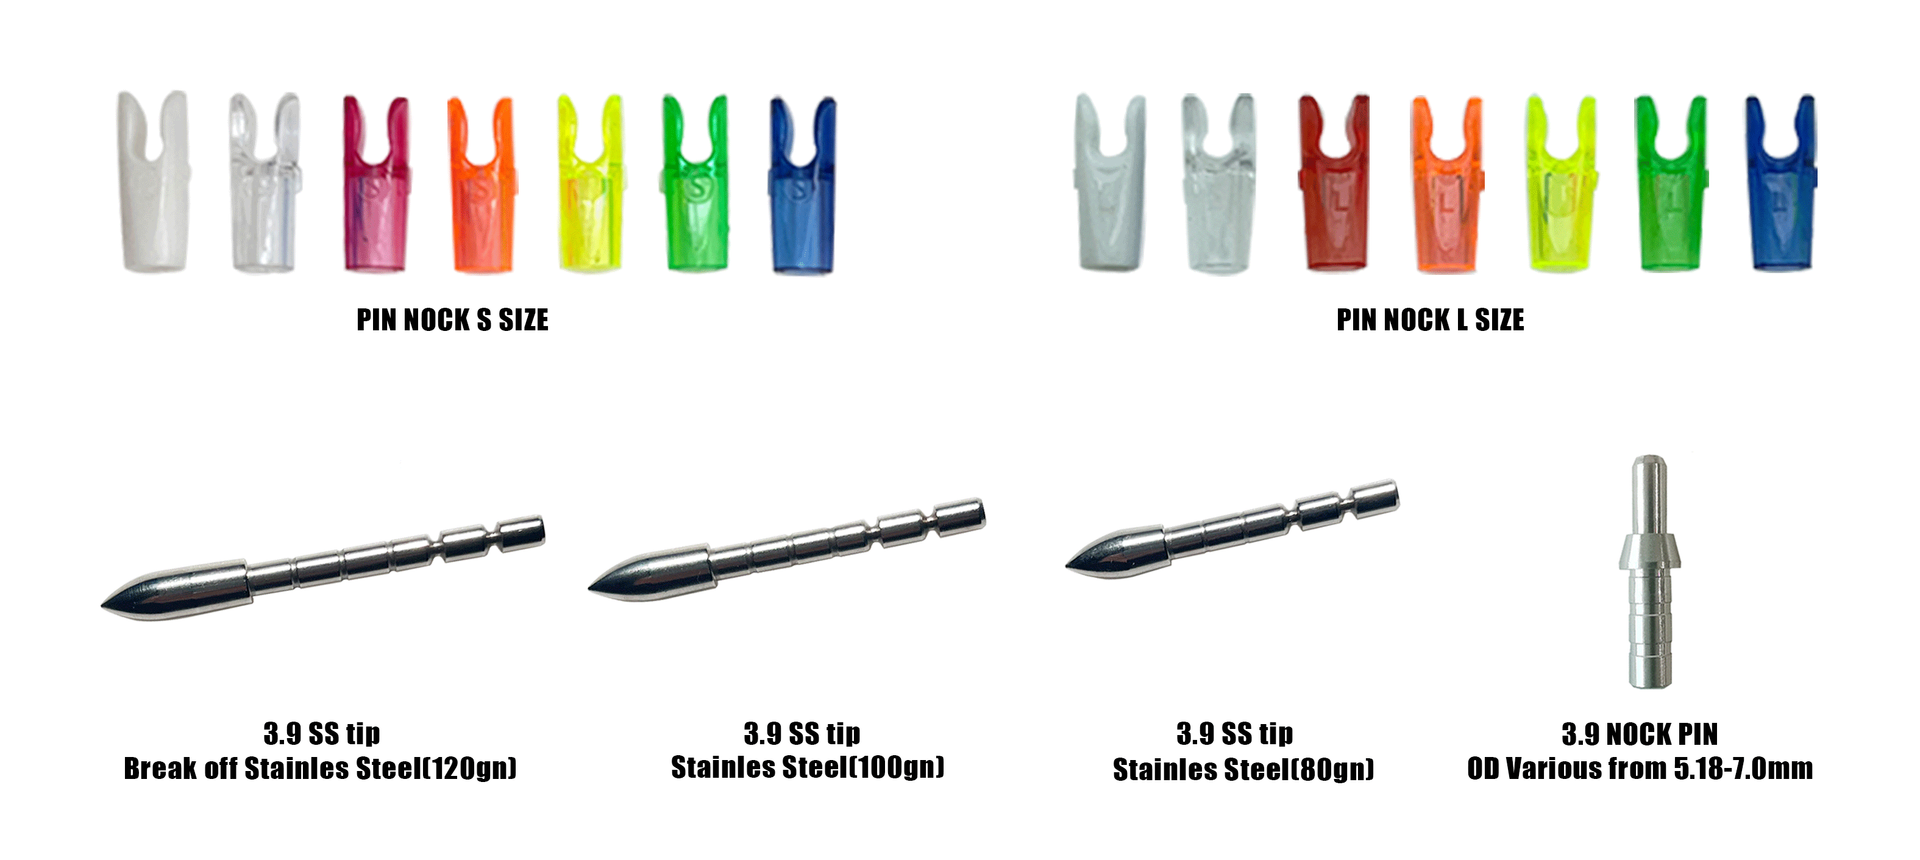 S
S
S
L
L
L
PIN NOCK S SIZE
PIN NOCK L SIZE
3.9 SS tip
Break off Stainles Steel(120gn)
3.9 SS tip
Stainles Steel(100gn)
3.9 SS tip
Stainles Steel(80gn)
3.9 NOCK PIN
OD Various from 5.18-7.0mm